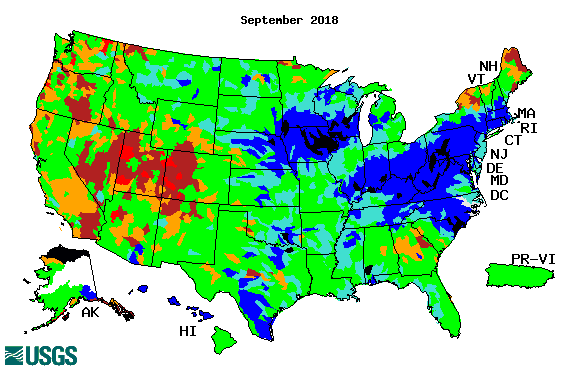 September 2018
NH
VT
MA
RI
CT
NJ
DE
MD
DC
PR-VI
AK
HI
USGS